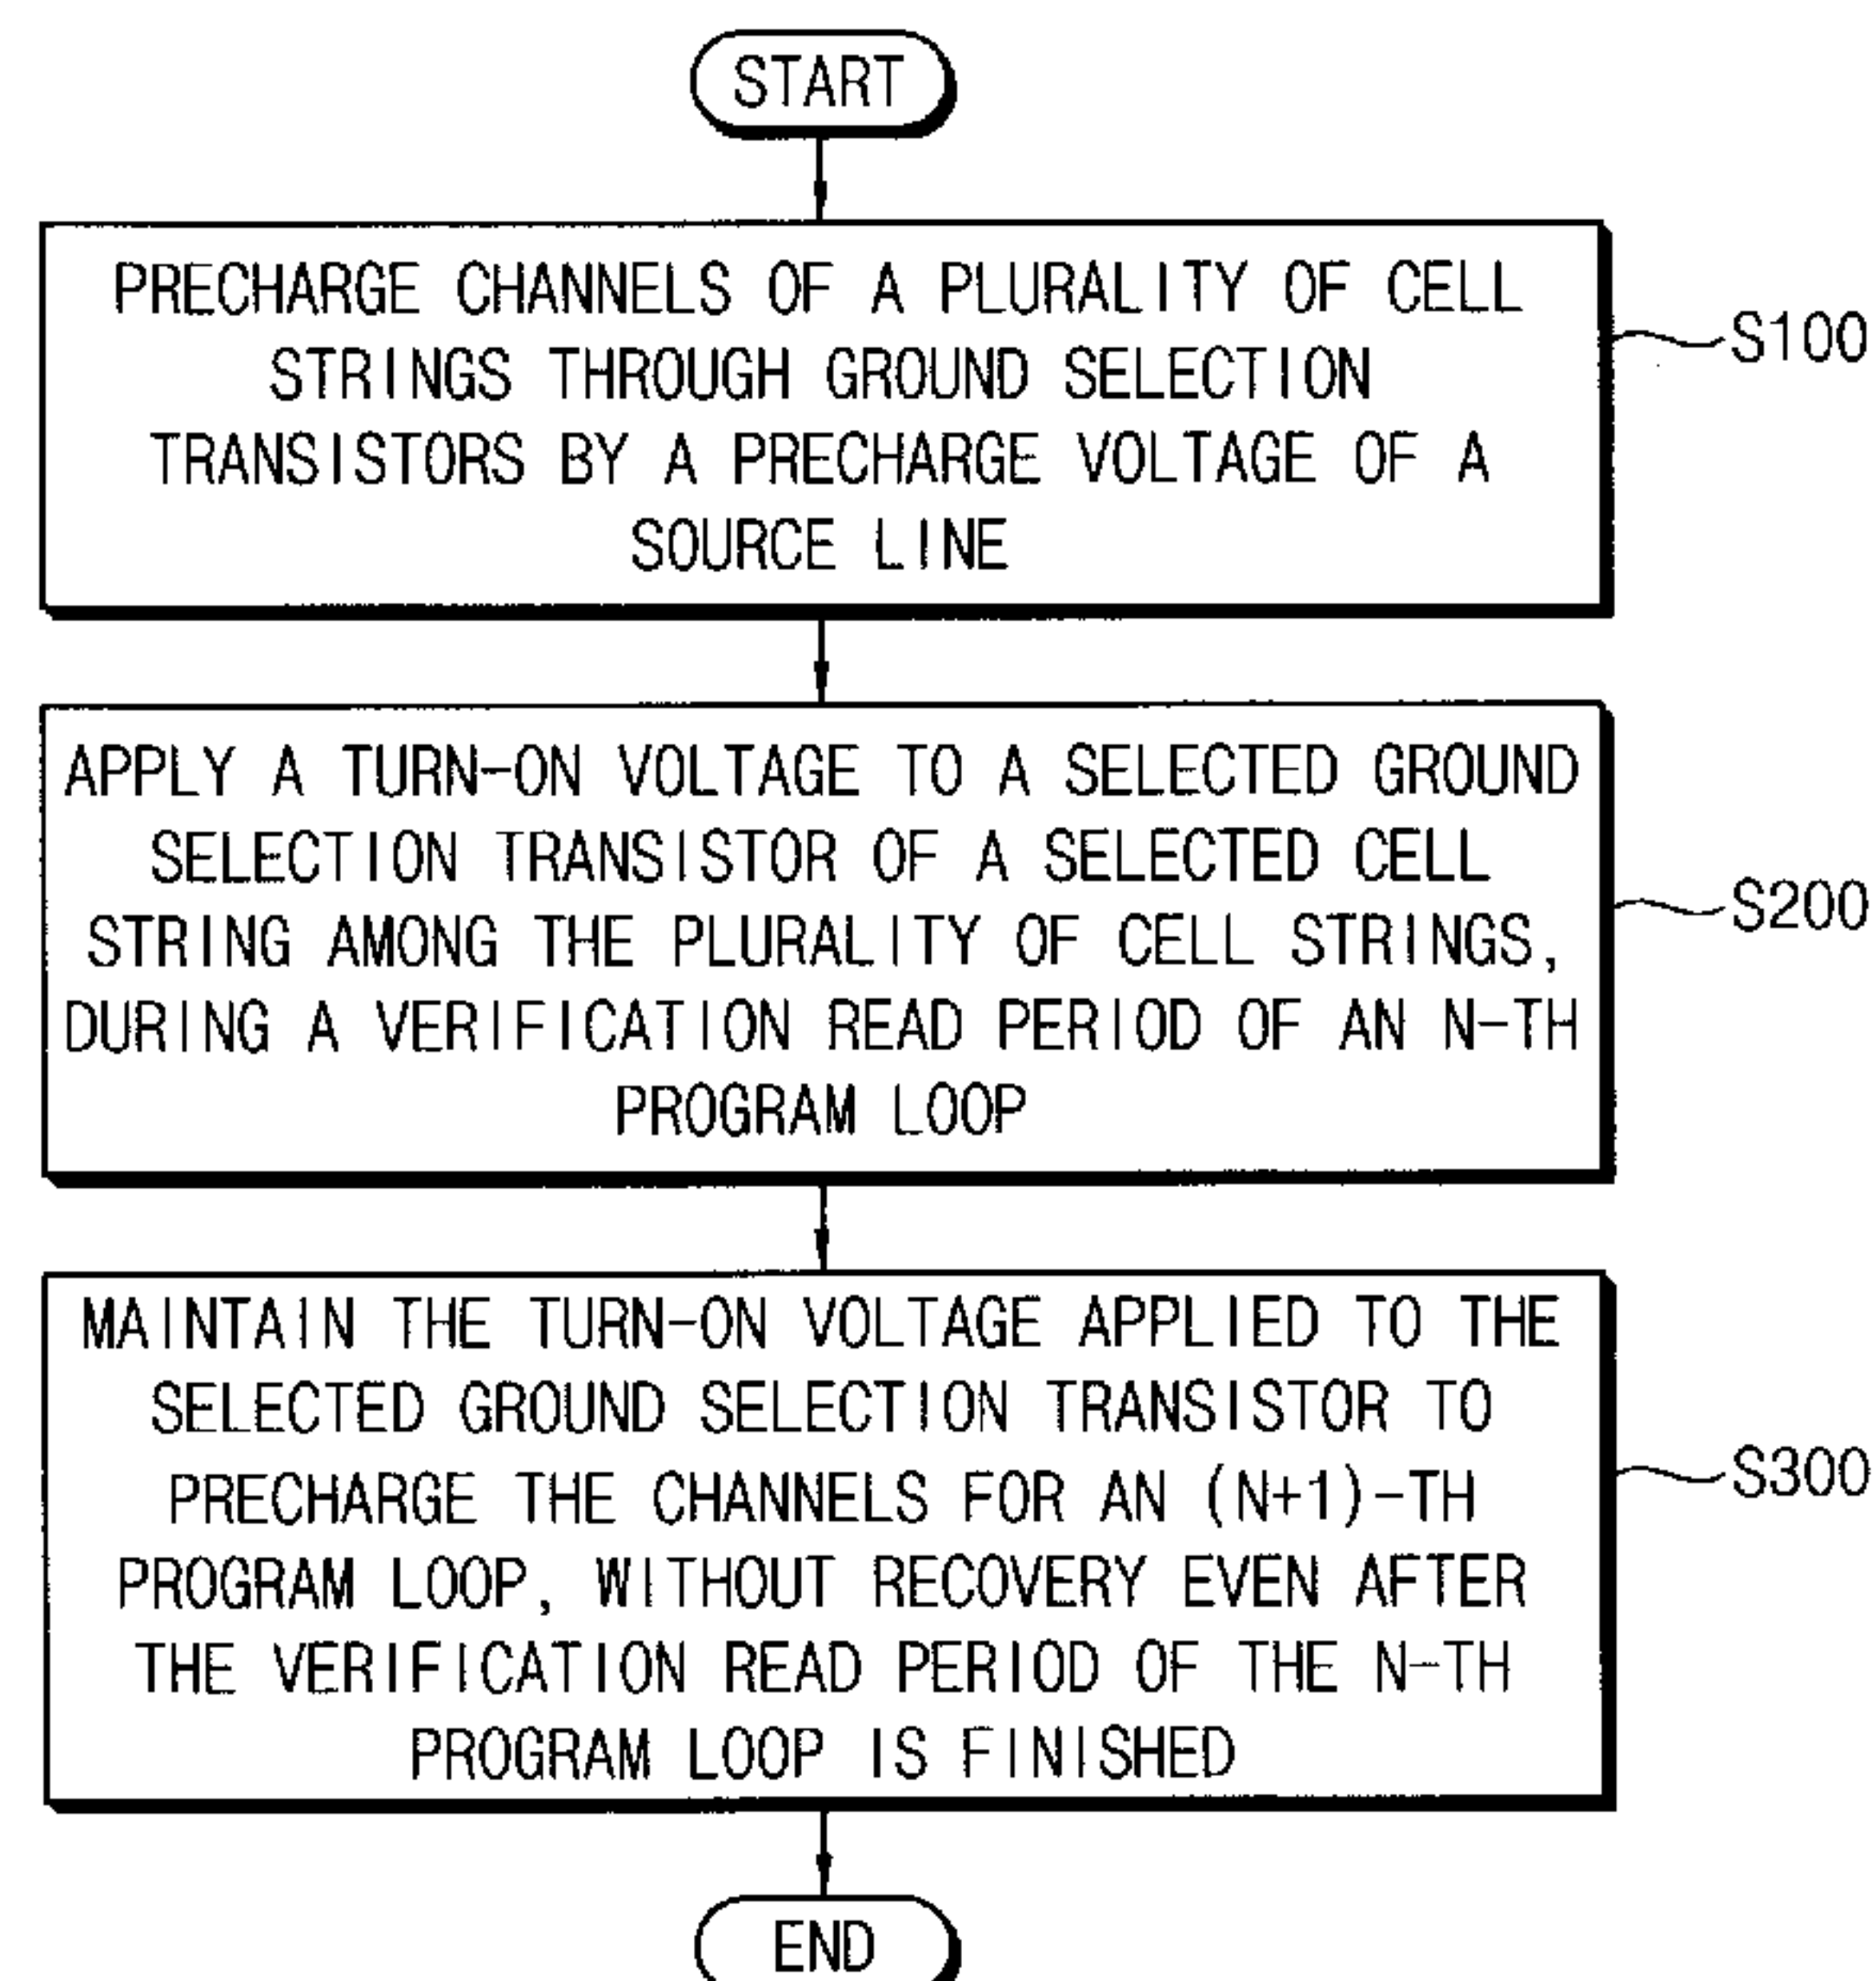 START
PRECHARGE CHANNELS OF A PLURALITY OF CELL
STRINGS THROUGH GROUND SELECTION
TRANSISTORS BY A PRECHARGE VOLTAGE OF A
SOURCE LINE
S100
APPLY A TURN-ON VOLTAGE TO A SELECTED GROUND
SELECTION TRANSISTOR OF A SELECTED CELL
STRING AMONG THE PLURALITY OF CELL STRINGS,
DURING A VERIFICATION READ PERIOD OF AN N-TH
PROGRAM LOOP
S200
MAINTAIN THE TURN-ON VOLTAGE APPLIED TO THE
SELECTED GROUND SELECTION TRANSISTOR TO
PRECHARGE THE CHANNELS FOR AN (N+1)-TH
PROGRAM LOOP, WITHOUT RECOVERY EVEN AFTER
THE VERIFICATION READ PERIOD OF THE N-TH
PROGRAM LOOP IS FINISHED
S300
END